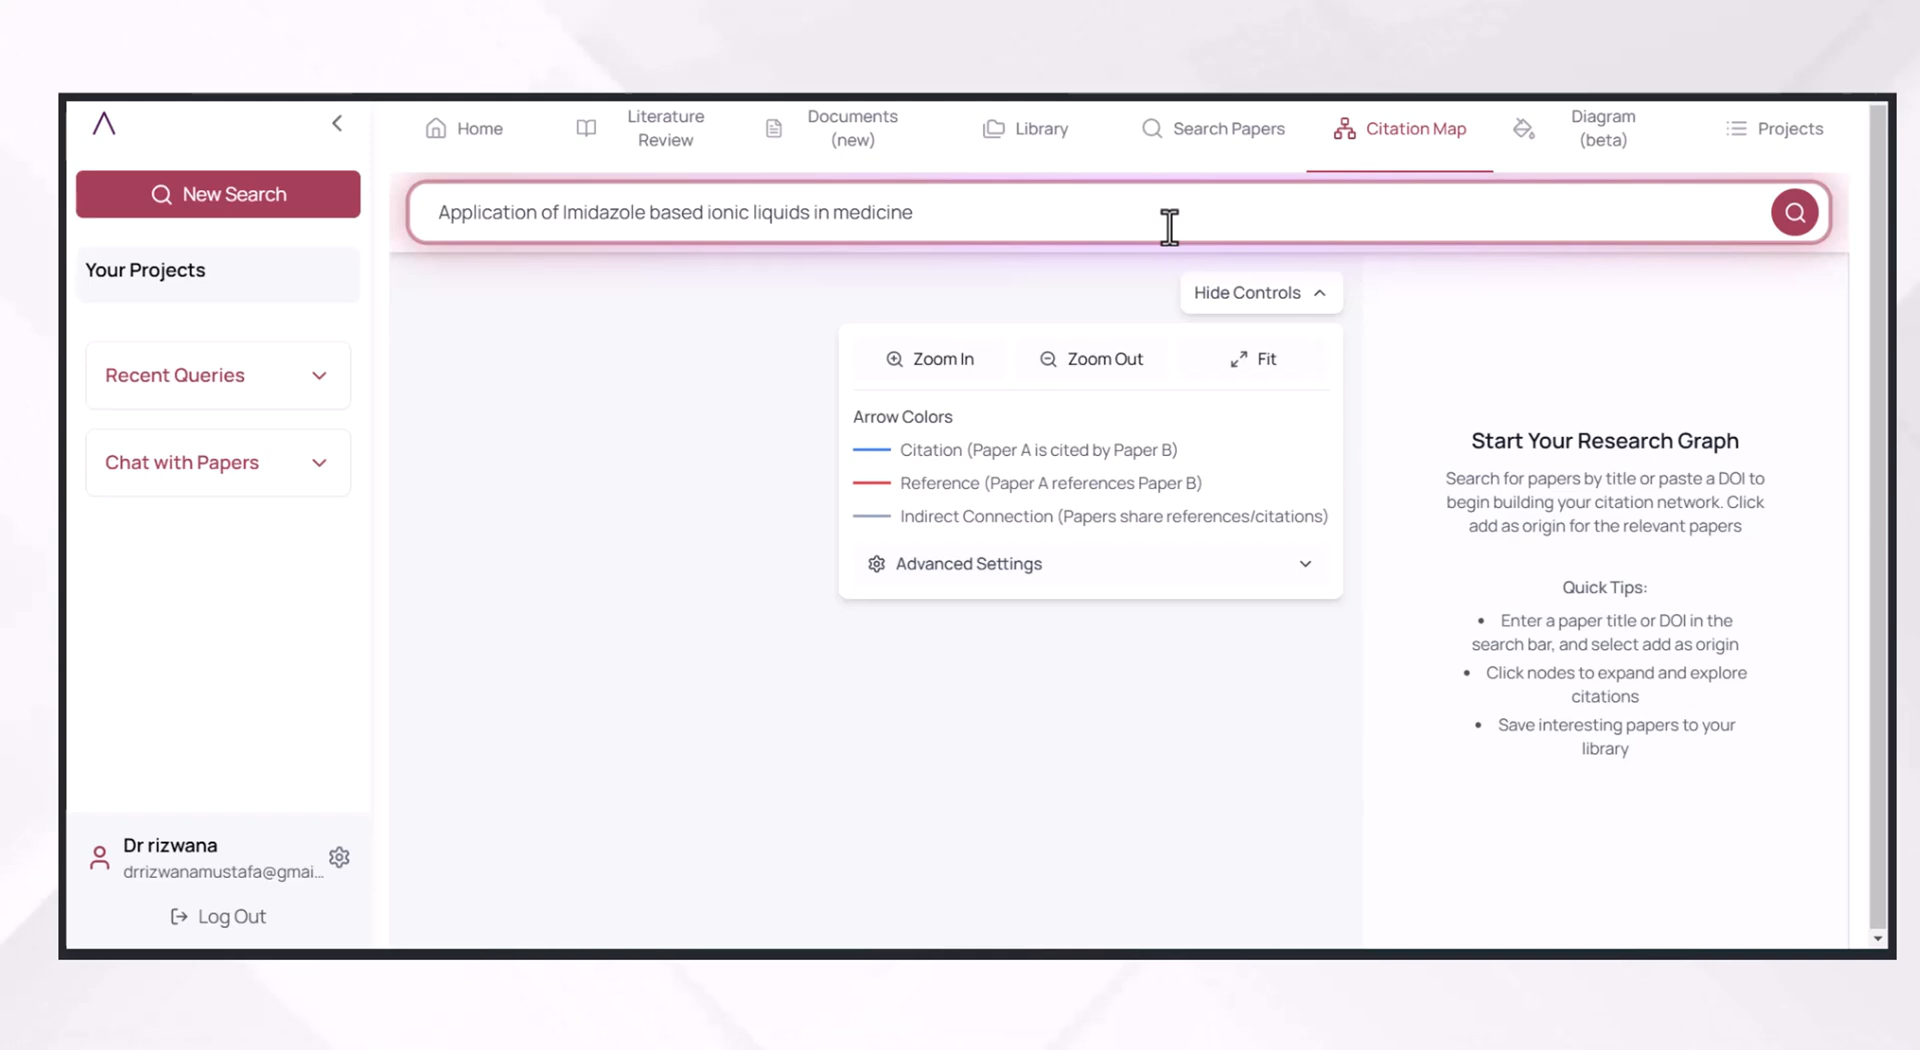 Home
Literature
Review
Documents
(new)
Library
Search Papers
Citation Map
Diagram
(beta)
Projects
New Search
Application of Imidazole based ionic liquids in medicine
Your Projects
Hide Controls
Recent Queries
Zoom In
Zoom Out
Fit
Arrow Colors
Citation (Paper A is cited by Paper B)
Reference (Paper A references Paper B)
Indirect Connection (Papers share references/citations)
Advanced Settings
Chat with Papers
Start Your Research Graph
Search for papers by title or paste a DOI to
begin building your citation network. Click
add as origin for the relevant papers
Quick Tips:
• Enter a paper title or DOI in the
search bar, and select add as origin
• Click nodes to expand and explore
citations
• Save interesting papers to your
library
Dr rizwana
drrizwanamustafa@gmai...
Log Out